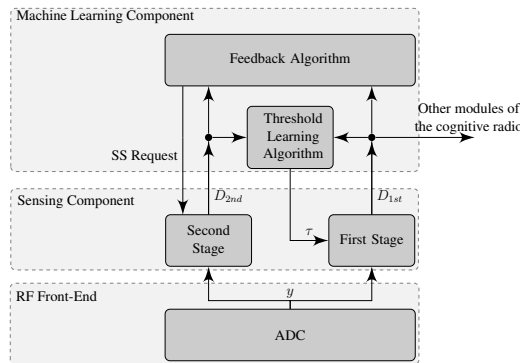 Machine Learning Component
Feedback Algorithm
Other modules of
the cognitive radio
Threshold
Learning
Algorithm
SS Request
Sensing Component
D2nd
D1st
Second
Stage
τ
First Stage
RF Front-End
y
ADC